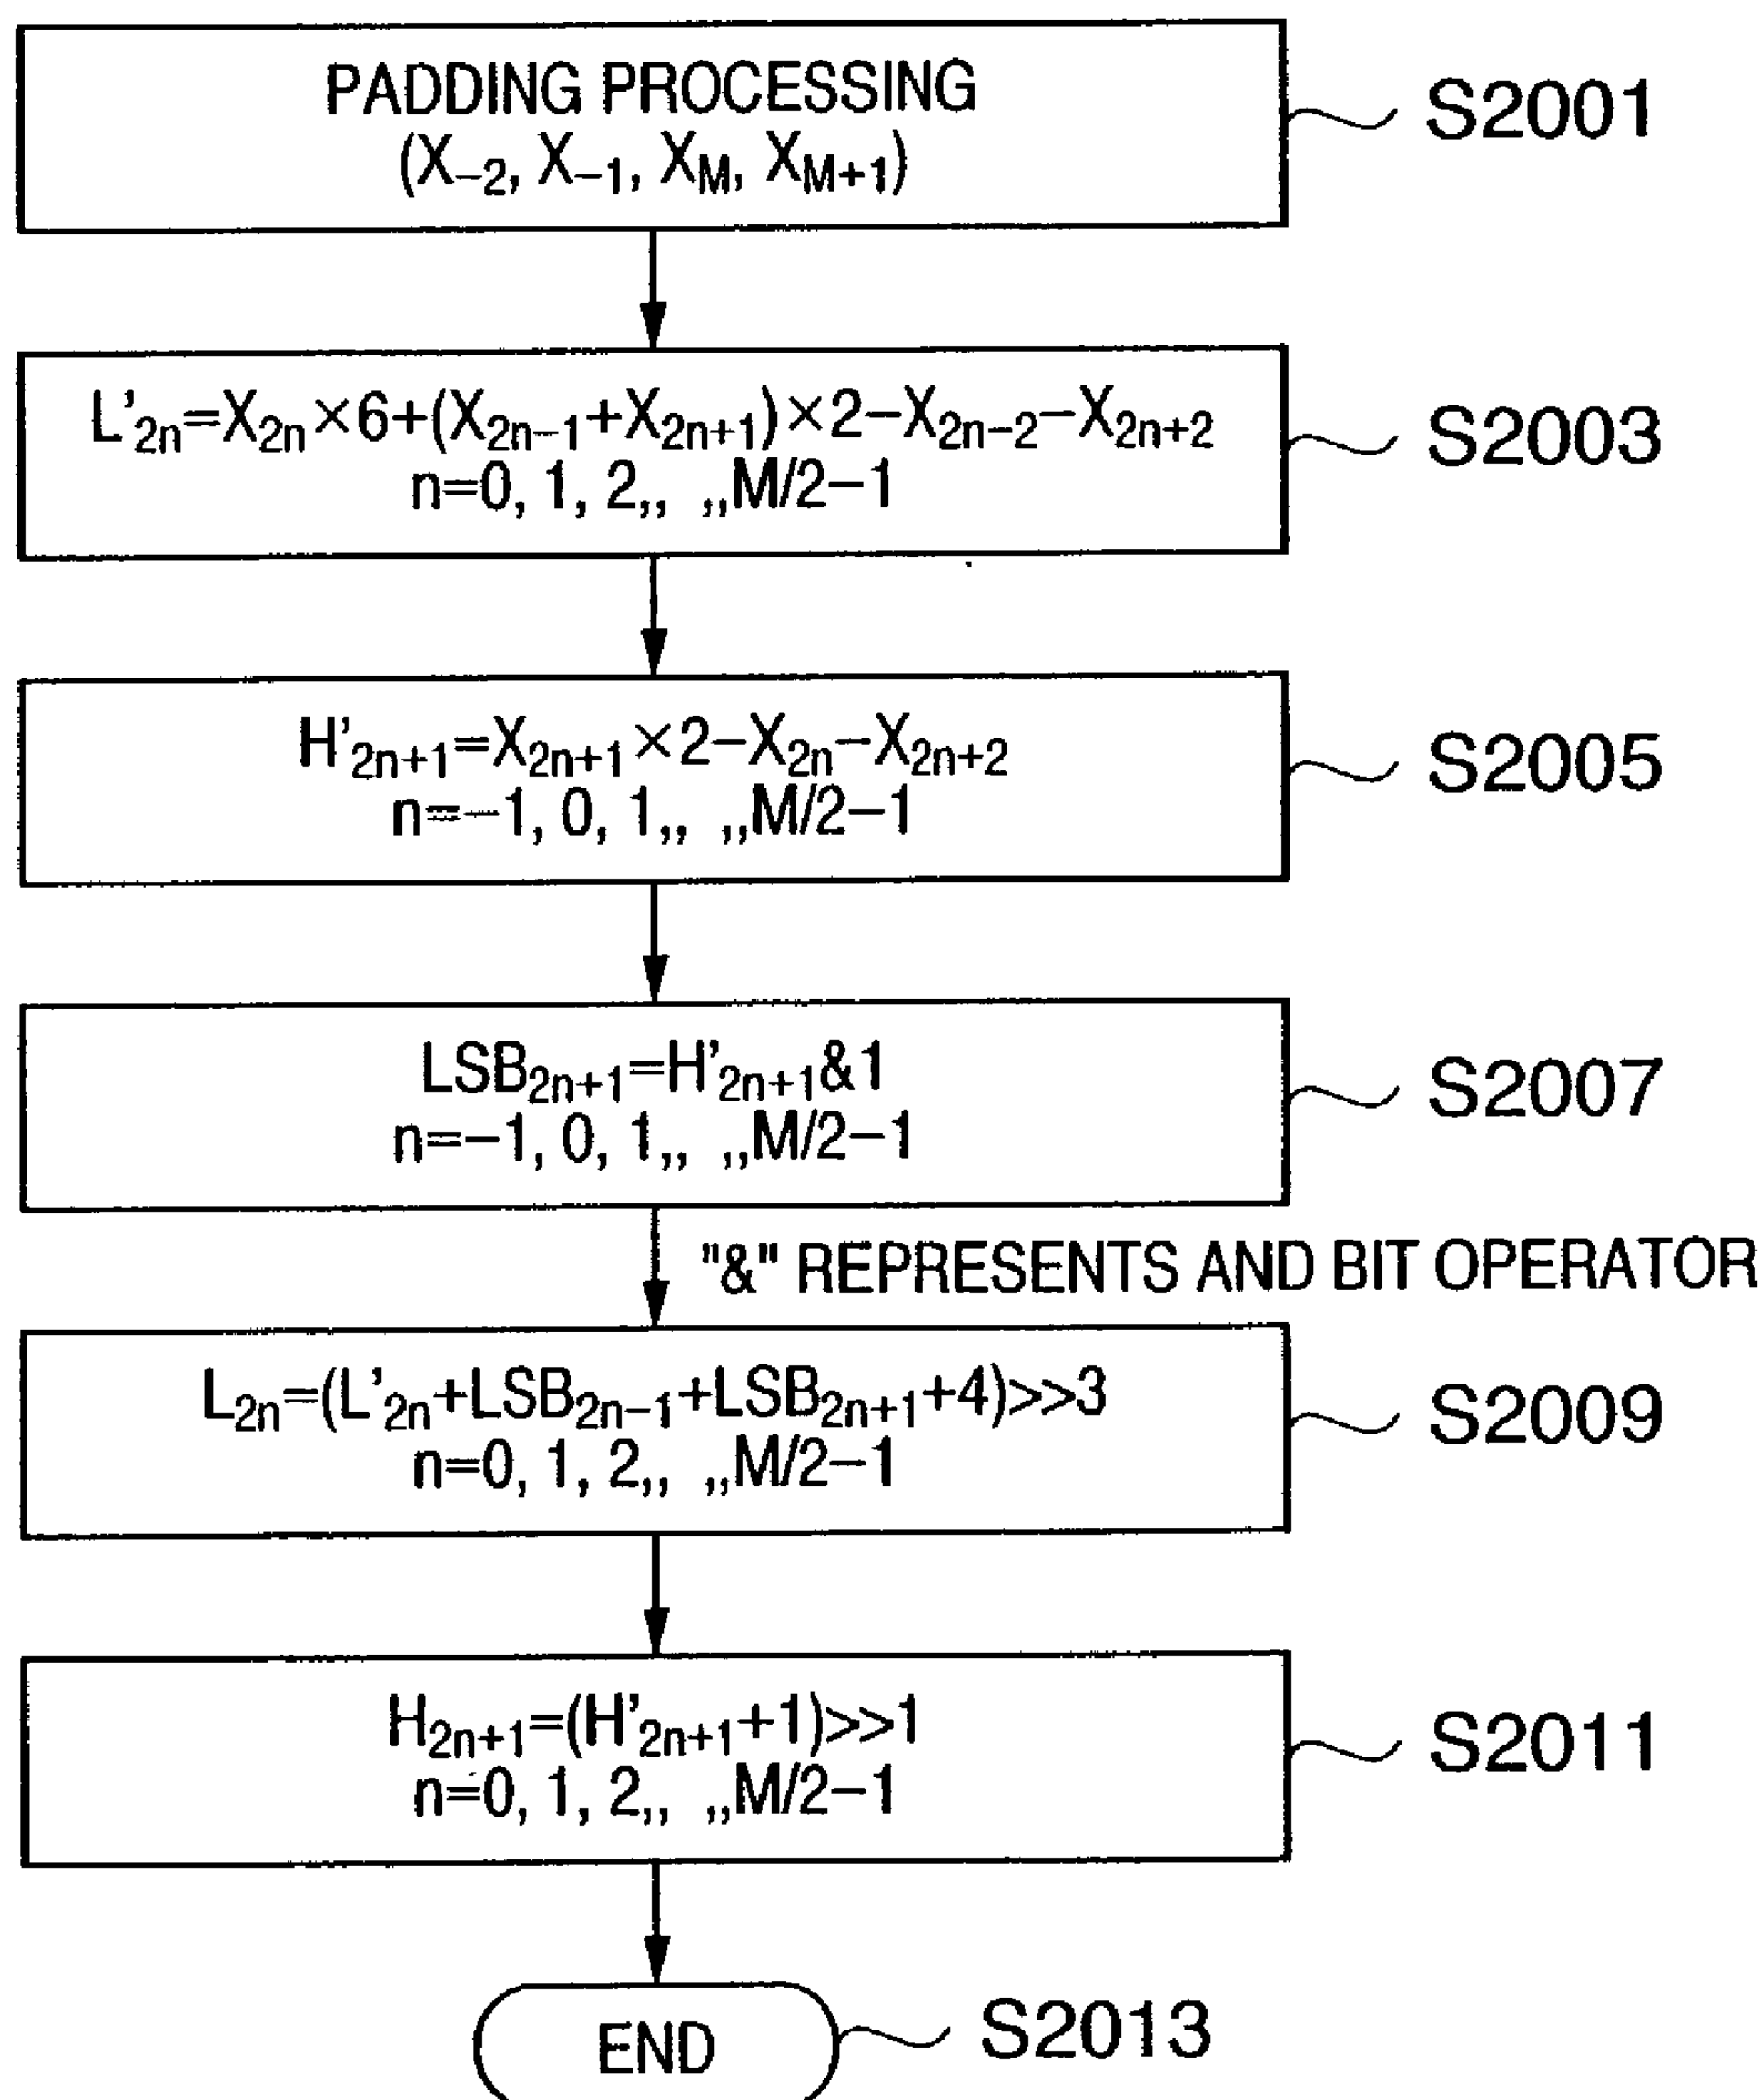 PADDING PROCESSING
(X₋₂, X₋₁, X_M, X_{M+1})
S2001
L'₂ₙ=X₂ₙ×6+(X₂ₙ₋₁+X₂ₙ₊₁)×2−X₂ₙ₋₂−X₂ₙ₊₂
n=0, 1, 2,, ,,M/2−1
S2003
H'₂ₙ₊₁=X₂ₙ₊₁×2−X₂ₙ−X₂ₙ₊₂
n=−1, 0, 1,, ,,M/2−1
S2005
LSB₂ₙ₊₁=H'₂ₙ₊₁&1
n=−1, 0, 1,, ,,M/2−1
S2007
"&" REPRESENTS AND BIT OPERATOR
L₂ₙ=(L'₂ₙ+LSB₂ₙ₋₁+LSB₂ₙ₊₁+4)>>3
n=0, 1, 2,, ,,M/2−1
S2009
H₂ₙ₊₁=(H'₂ₙ₊₁+1)>>1
n=0, 1, 2,, ,,M/2−1
S2011
END
S2013